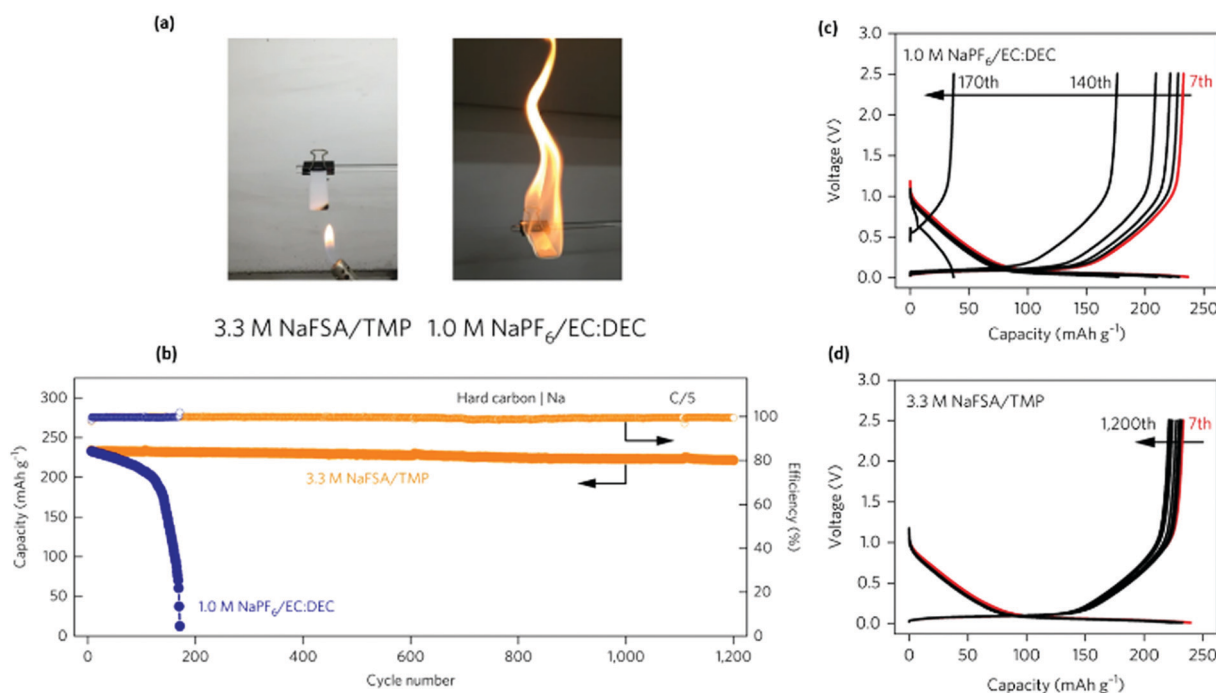 (a)
3.3 M NaFSA/TMP 1.0 M NaPF₆/EC:DEC
(b)
Capacity (mAh g⁻¹)
300
250
200
150
100
50
0
Hard carbon | Na
C/5
3.3 M NaFSA/TMP
1.0 M NaPF₆/EC:DEC
100
80
60
40
20
0
Efficiency (%)
0 200 400 600 800 1,000 1,200
Cycle number
(c)
Voltage (V)
3.0
2.5
2.0
1.5
1.0
0.5
0.0
1.0 M NaPF₆/EC:DEC
170th 140th 7th
0 50 100 150 200 250
Capacity (mAh g⁻¹)
(d)
Voltage (V)
3.0
2.5
2.0
1.5
1.0
0.5
0.0
3.3 M NaFSA/TMP
1,200th 7th
0 50 100 150 200 250
Capacity (mAh g⁻¹)